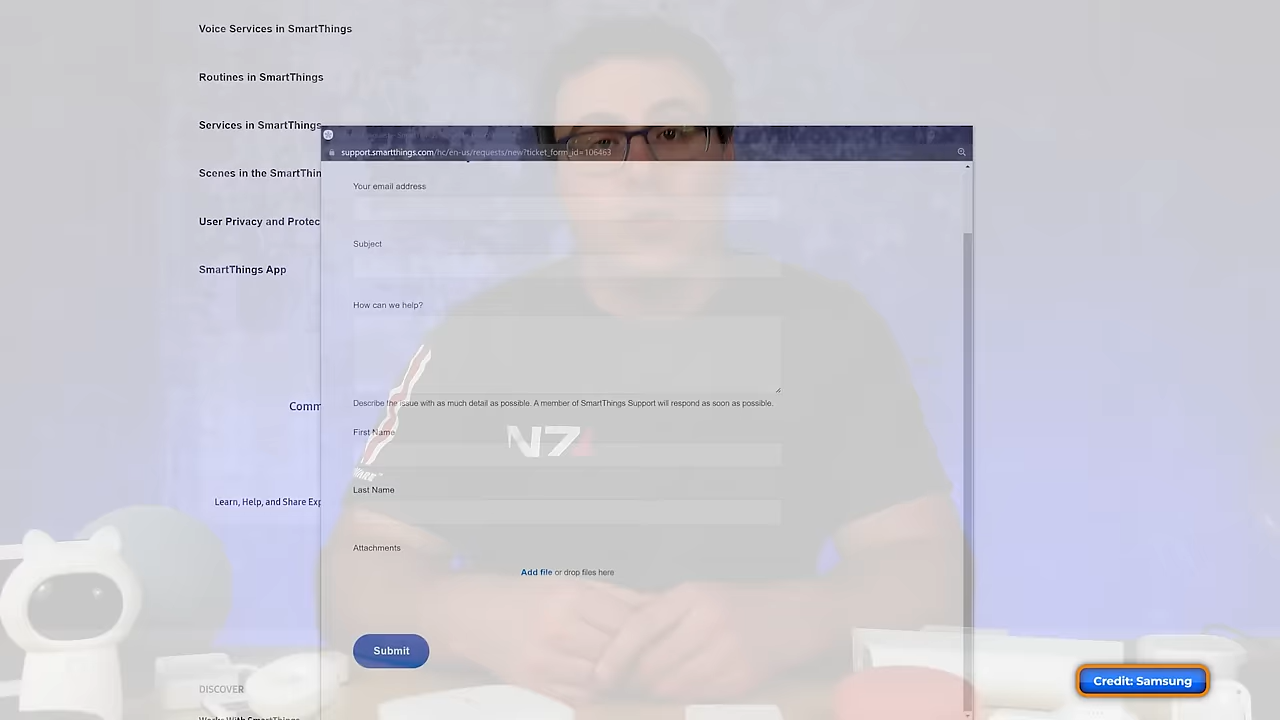 Voice Services in SmartThings
Routines in SmartThings
Services in SmartThings
Scenes in the SmartThin
User Privacy and Protec
SmartThings App
Comm
Learn, Help, and Share Exp
DISCOVER
Works With SmartThings
support.smartthings.com/hc/en-us/requests/new?ticket_form_id=106463
Your email address
Subject
How can we help?
Describe the issue with as much detail as possible. A member of SmartThings Support will respond as soon as possible.
First Name
Last Name
Attachments
Add file or drop files here
Submit
N7
Credit: Samsung